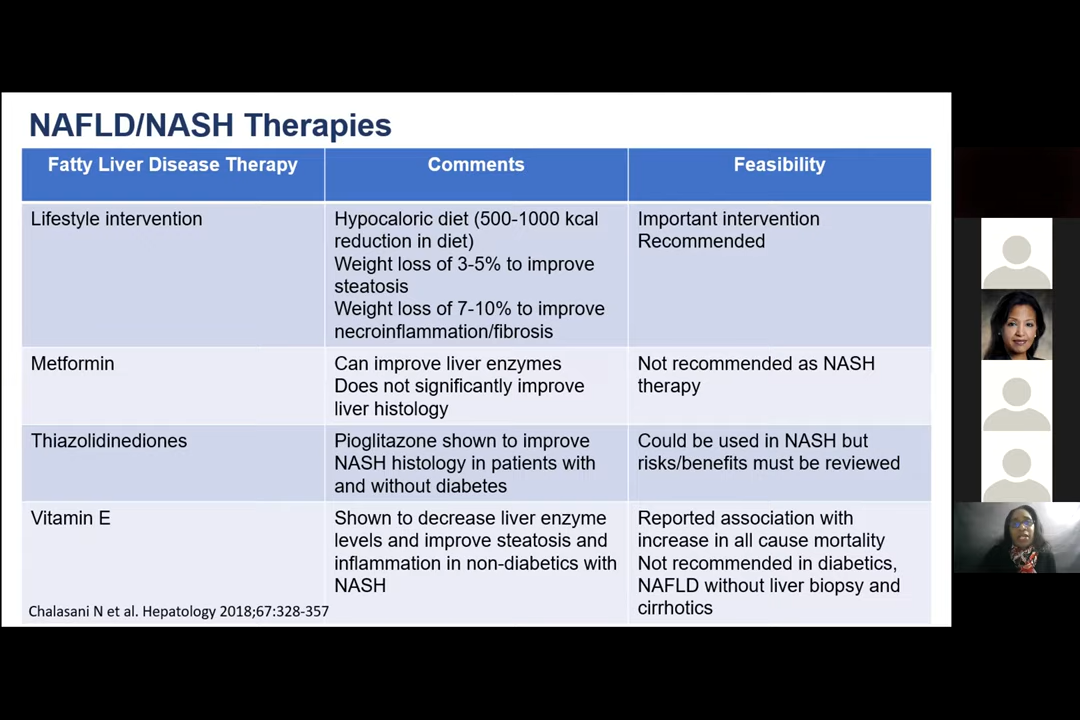 NAFLD/NASH Therapies
Fatty Liver Disease Therapy
Comments
Feasibility
Lifestyle intervention
Hypocaloric diet (500-1000 kcal
reduction in diet)
Weight loss of 3-5% to improve
steatosis
Weight loss of 7-10% to improve
necroinflammation/fibrosis
Important intervention
Recommended
Metformin
Can improve liver enzymes
Does not significantly improve
liver histology
Not recommended as NASH
therapy
Thiazolidinediones
Pioglitazone shown to improve
NASH histology in patients with
and without diabetes
Could be used in NASH but
risks/benefits must be reviewed
Vitamin E
Shown to decrease liver enzyme
levels and improve steatosis and
inflammation in non-diabetics with
NASH
Reported association with
increase in all cause mortality
Not recommended in diabetics,
NAFLD without liver biopsy and
cirrhotics
Chalasani N et al. Hepatology 2018;67:328-357